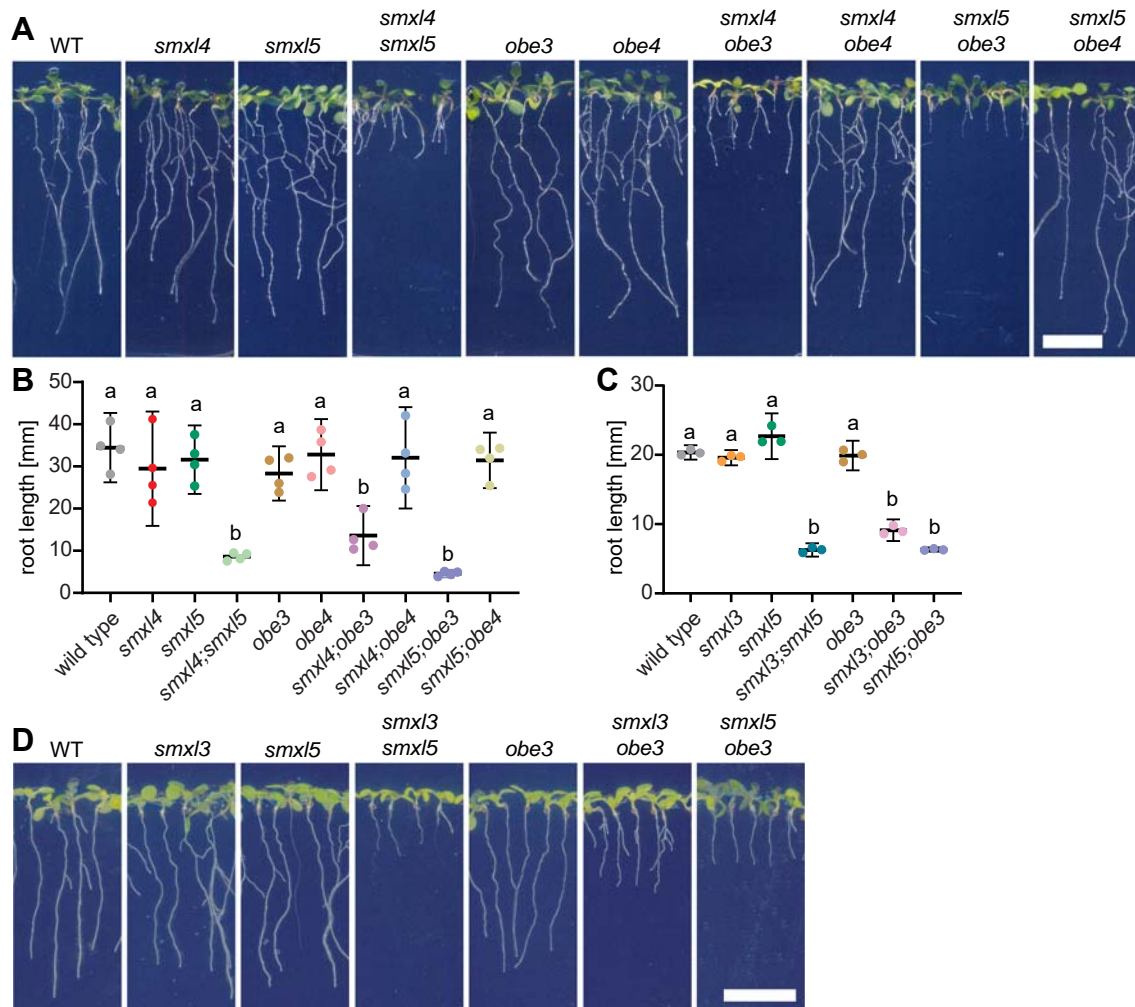 A
WT
smxl4
smxl5
smxl4
smxl5
obe3
obe4
smxl4
obe3
smxl4
obe4
smxl5
obe3
smxl5
obe4
B
root length [mm]
50
40
30
20
10
0
a
a
a
b
a
a
b
a
b
a
wild type
smxl4
smxl5
smxl4;smxl5
obe3
obe4
smxl4;obe3
smxl4;obe4
smxl5;obe3
smxl5;obe4
C
root length [mm]
30
20
10
0
a
a
a
b
a
b
b
wild type
smxl3
smxl5
smxl3;smxl5
obe3
smxl3;obe3
smxl5;obe3
D
WT
smxl3
smxl5
smxl3
smxl5
obe3
smxl3
obe3
smxl5
obe3